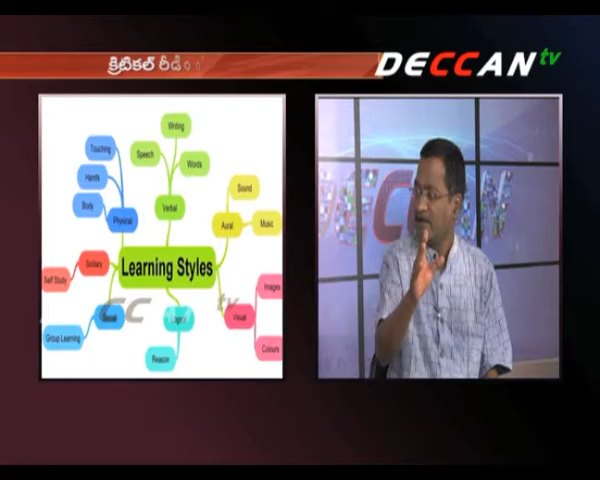 క్రిటికల్ రీడిం
DECCAN tv
Writing
Touching
Speech
Words
Hands
Sound
Body
Verbal
Physical
Aural
Music
Solitary
Learning Styles
Self Study
Images
Social
Logical
Visual
Group Learning
Reason
Colours